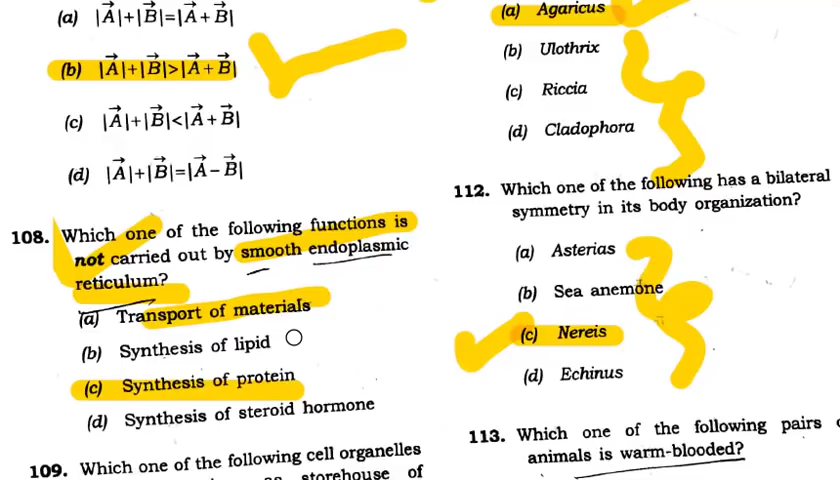 (a) |A⃗|+|B⃗|=|A⃗+B⃗|
(b) |A⃗|+|B⃗|>|A⃗+B⃗|
(c) |A⃗|+|B⃗|<|A⃗+B⃗|
(d) |A⃗|+|B⃗|=|A⃗−B⃗|
108. Which one of the following functions is
not carried out by smooth endoplasmic
reticulum?
(a) Transport of materials
(b) Synthesis of lipid
(c) Synthesis of protein
(d) Synthesis of steroid hormone
109. Which one of the following cell organelles
storehouse of
(a) Agaricus
(b) Ulothrix
(c) Riccia
(d) Cladophora
112. Which one of the following has a bilateral
symmetry in its body organization?
(a) Asterias
(b) Sea anemone
(c) Nereis
(d) Echinus
113. Which one of the following pairs
animals is warm-blooded?